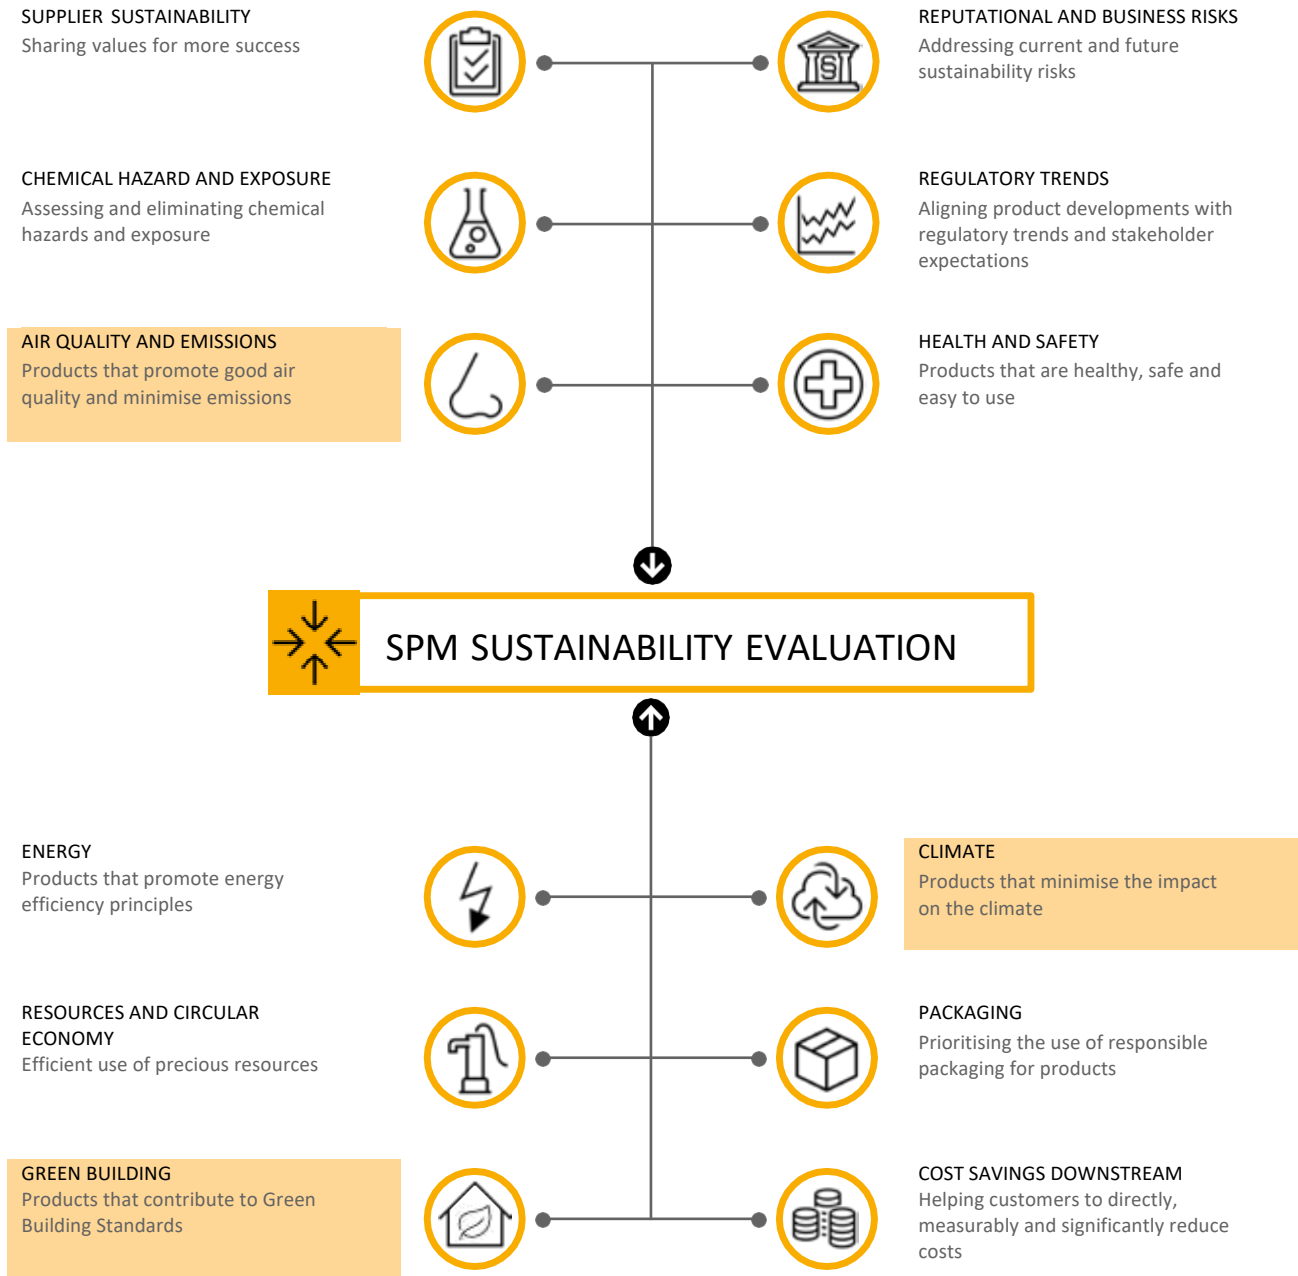 SUPPLIER SUSTAINABILITY
Sharing values for more success
REPUTATIONAL AND BUSINESS RISKS
Addressing current and future
sustainability risks
CHEMICAL HAZARD AND EXPOSURE
Assessing and eliminating chemical
hazards and exposure
REGULATORY TRENDS
Aligning product developments with
regulatory trends and stakeholder
expectations
AIR QUALITY AND EMISSIONS
Products that promote good air
quality and minimise emissions
HEALTH AND SAFETY
Products that are healthy, safe and
easy to use
SPM SUSTAINABILITY EVALUATION
ENERGY
Products that promote energy
efficiency principles
CLIMATE
Products that minimise the impact
on the climate
RESOURCES AND CIRCULAR
ECONOMY
Efficient use of precious resources
PACKAGING
Prioritising the use of responsible
packaging for products
GREEN BUILDING
Products that contribute to Green
Building Standards
COST SAVINGS DOWNSTREAM
Helping customers to directly,
measurably and significantly reduce
costs